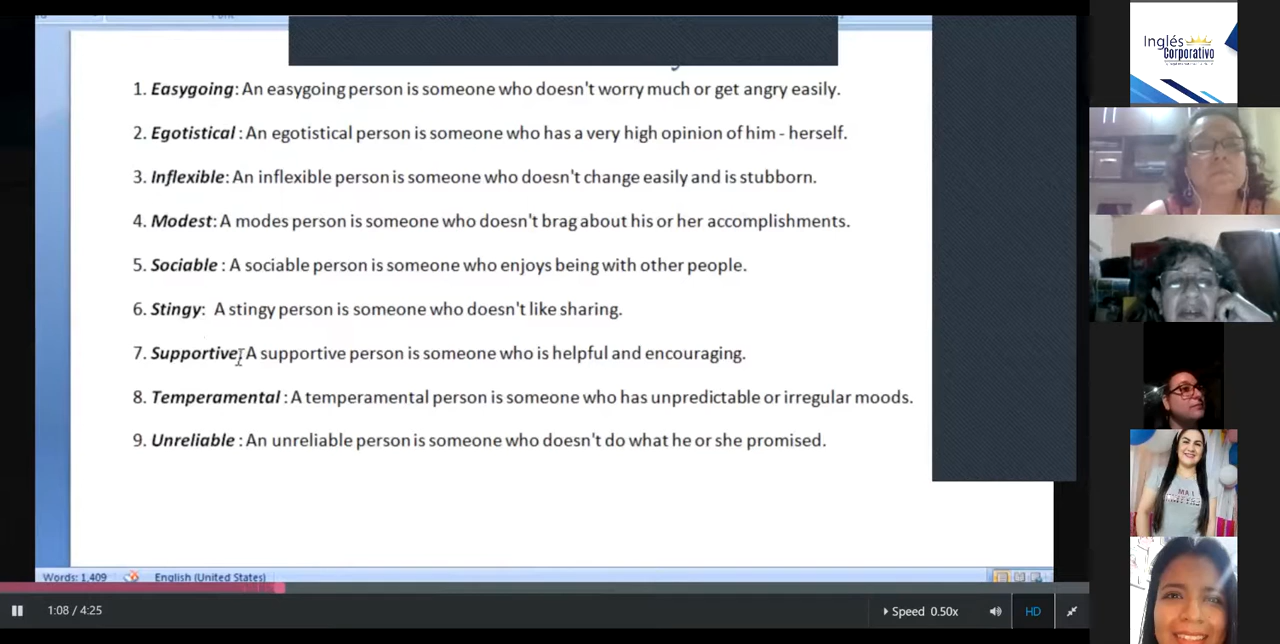 1. Easygoing: An easygoing person is someone who doesn't worry much or get angry easily.
2. Egotistical : An egotistical person is someone who has a very high opinion of him - herself.
3. Inflexible: An inflexible person is someone who doesn't change easily and is stubborn.
4. Modest: A modes person is someone who doesn't brag about his or her accomplishments.
5. Sociable : A sociable person is someone who enjoys being with other people.
6. Stingy: A stingy person is someone who doesn't like sharing.
7. Supportive: A supportive person is someone who is helpful and encouraging.
8. Temperamental : A temperamental person is someone who has unpredictable or irregular moods.
9. Unreliable : An unreliable person is someone who doesn't do what he or she promised.
Words: 1,409 English (United States)
1:08 / 4:25 Speed 0.50x HD
Inglés
Corporativo